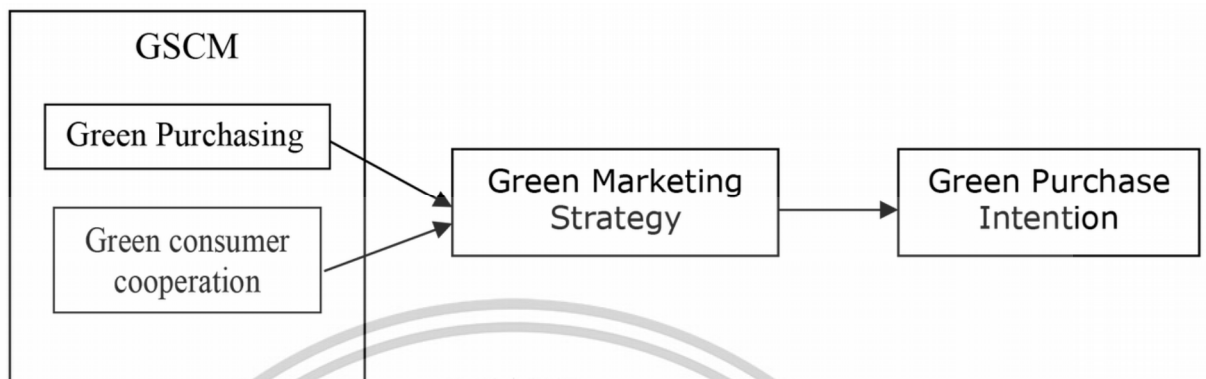 GSCM
Green Purchasing
Green consumer
cooperation
Green Marketing
Strategy
Green Purchase
Intention